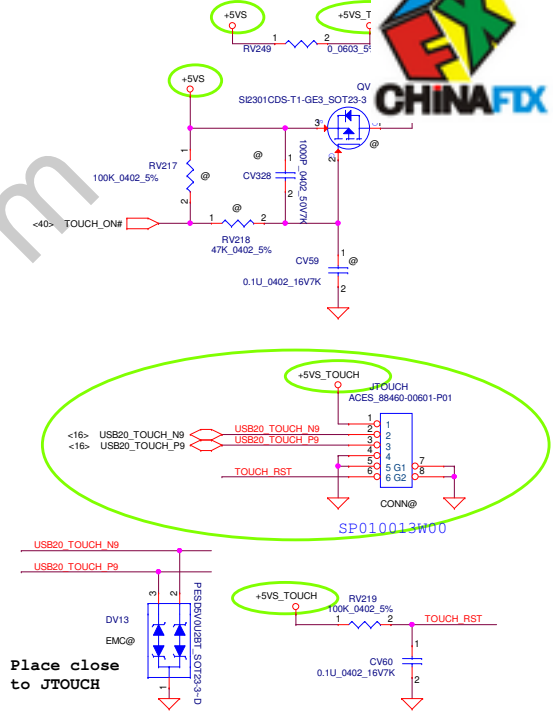 +5VS
+5VS_T
1 2
RV249 0_0603_5
+5VS
CHINAFIX
QV
SI2301CDS-T1-GE3_SOT23-3
3 1
2
@
1
RV217
100K_0402_5%
@
2
@
1
CV328
2
1000P_0402_50V7K
<40> TOUCH_ON#
@
1 2
RV218
47K_0402_5%
1
CV59
@
0.1U_0402_16V7K
2
+5VS_TOUCH
JTOUCH
ACES_88460-00601-P01
<16> USB20_TOUCH_N9 USB20_TOUCH_N9
<16> USB20_TOUCH_P9 USB20_TOUCH_P9
TOUCH_RST
1 1
2 2
3 3
4 4
5 5 G1 7
6 6 G2 8
CONN@
SP010013W00
USB20_TOUCH_N9
USB20_TOUCH_P9
3 2
DV13
EMC@
1
PESD5V0U2BT_SOT23-3~D
Place close
to JTOUCH
+5VS_TOUCH
RV219
100K_0402_5%
1 2
TOUCH_RST
1
CV60
0.1U_0402_16V7K
2